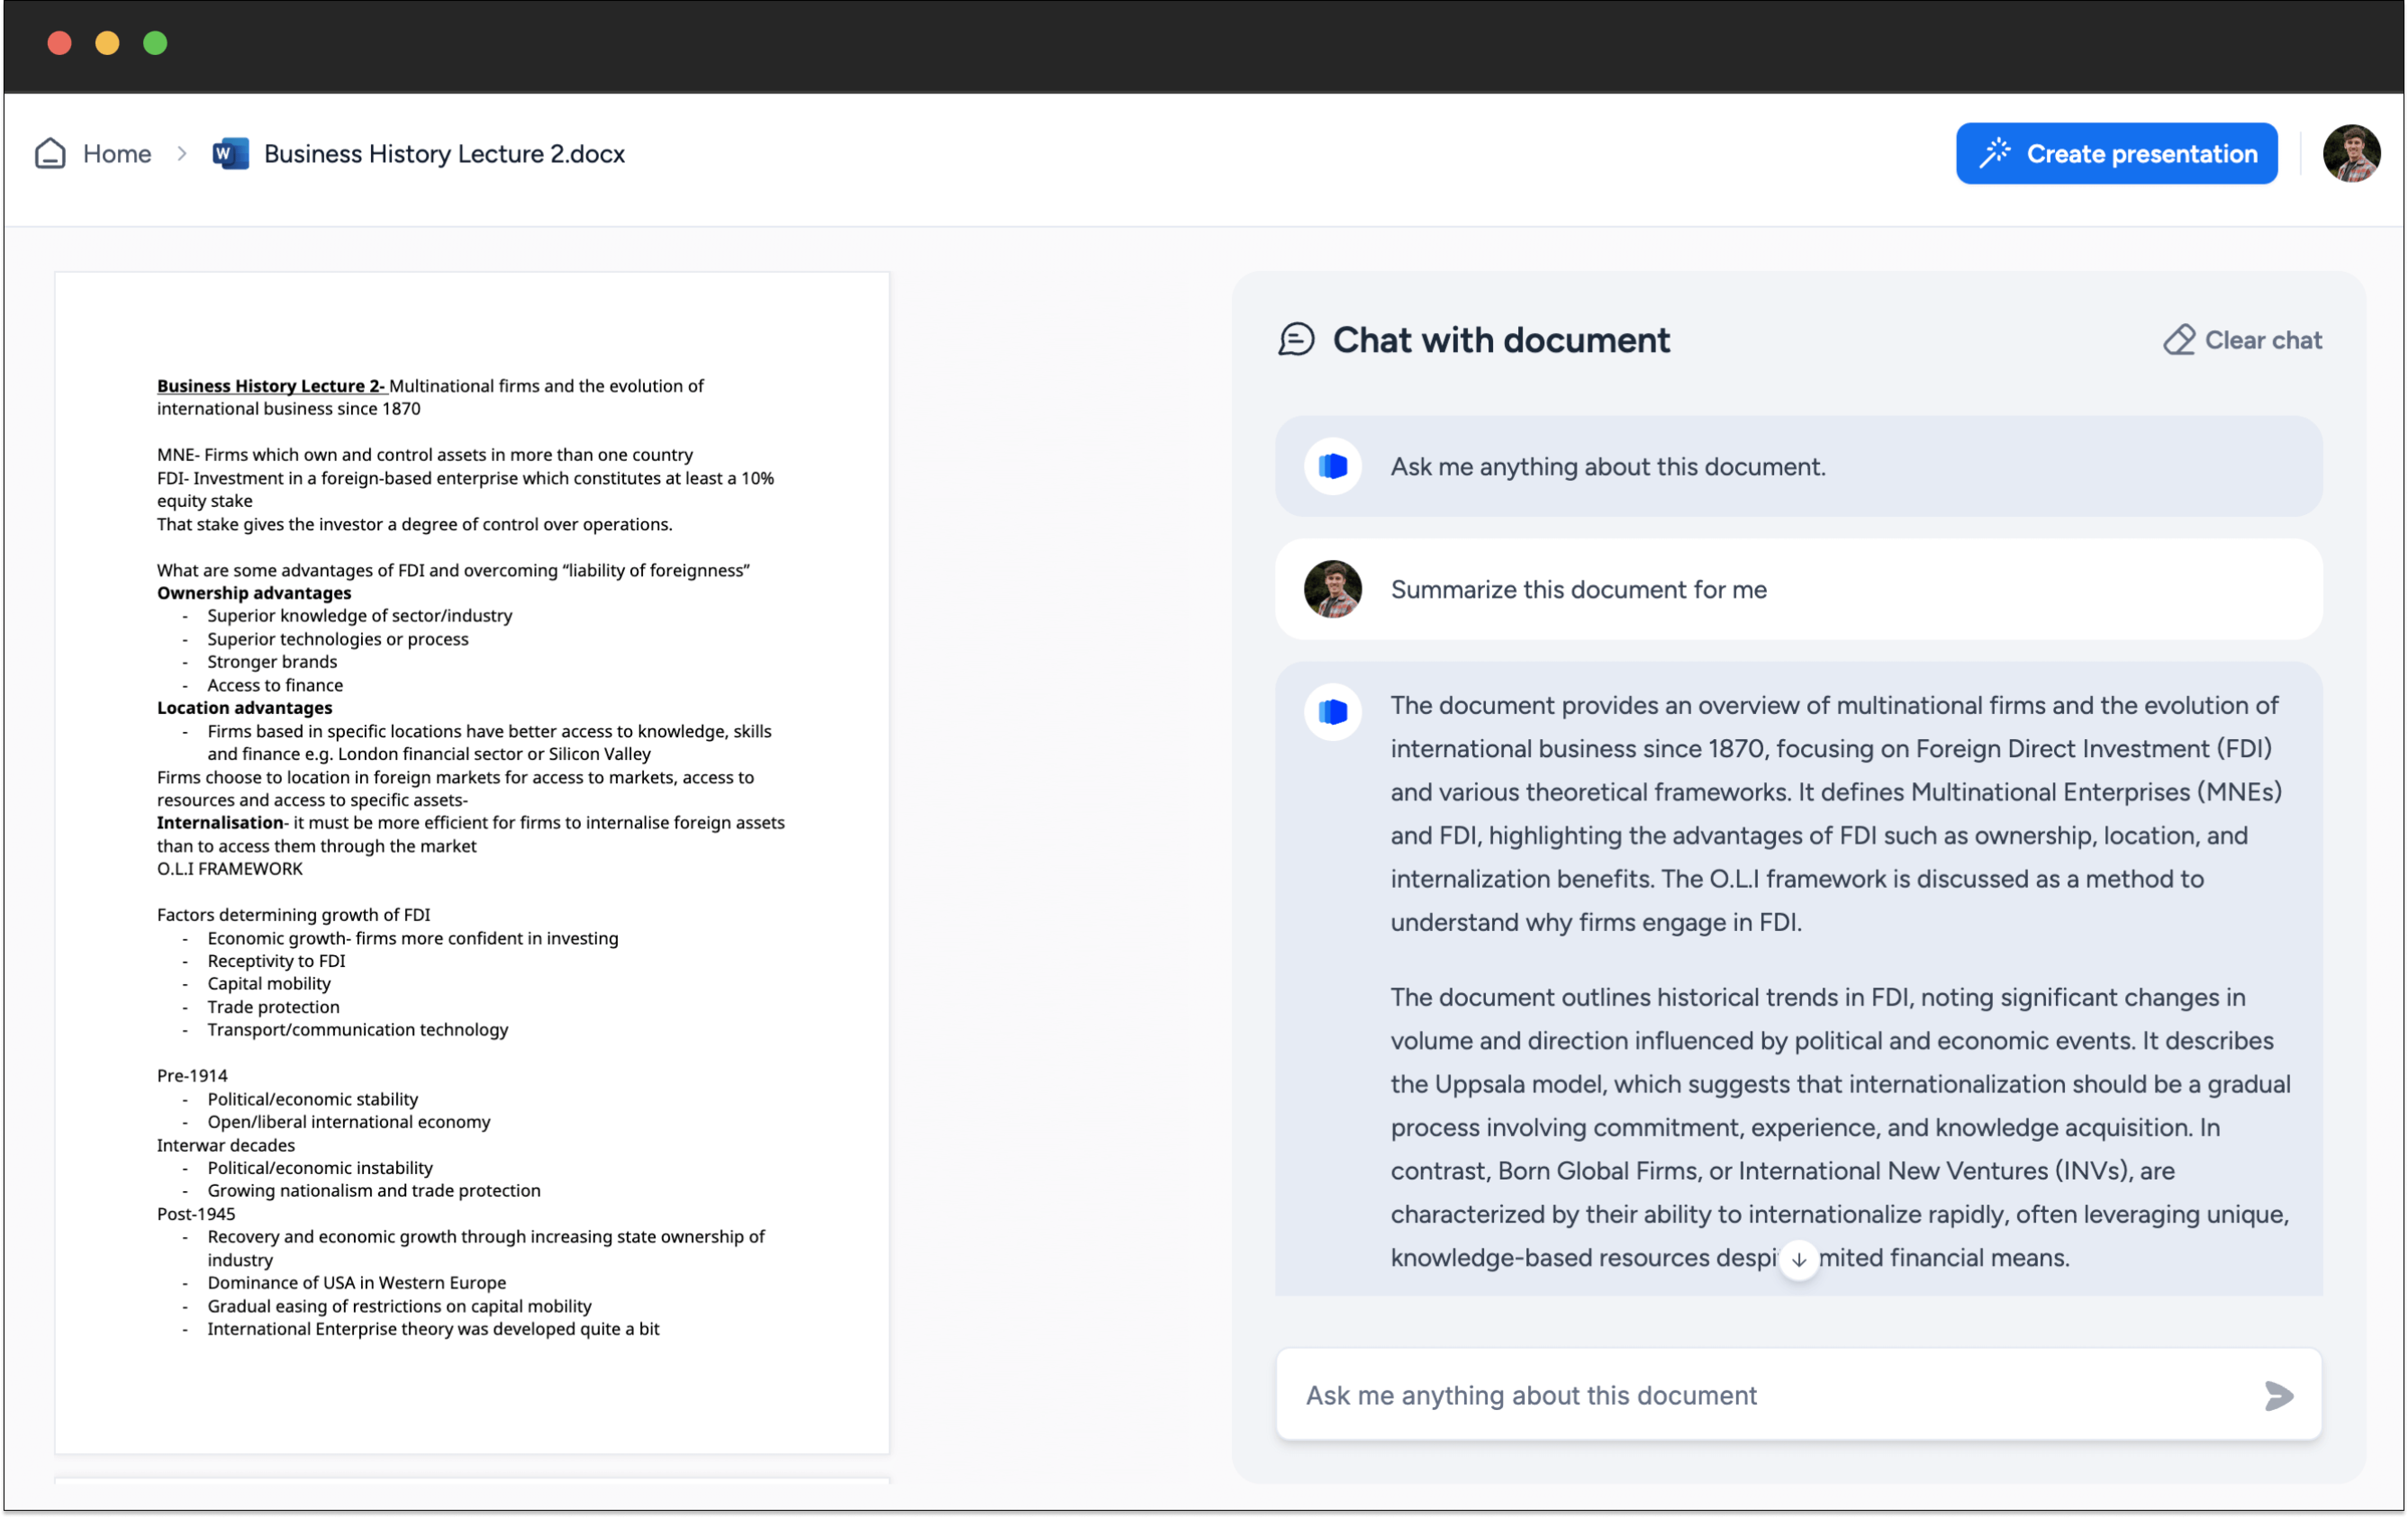 Home
Business History Lecture 2.docx
Create presentation
Business History Lecture 2- Multinational firms and the evolution of
international business since 1870
MNE- Firms which own and control assets in more than one country
FDI- Investment in a foreign-based enterprise which constitutes at least a 10%
equity stake
That stake gives the investor a degree of control over operations.
What are some advantages of FDI and overcoming “liability of foreignness”
Ownership advantages
- Superior knowledge of sector/industry
- Superior technologies or process
- Stronger brands
- Access to finance
Location advantages
- Firms based in specific locations have better access to knowledge, skills
and finance e.g. London financial sector or Silicon Valley
Firms choose to location in foreign markets for access to markets, access to
resources and access to specific assets-
Internalisation- it must be more efficient for firms to internalise foreign assets
than to access them through the market
O.L.I FRAMEWORK
Factors determining growth of FDI
- Economic growth- firms more confident in investing
- Receptivity to FDI
- Capital mobility
- Trade protection
- Transport/communication technology
Pre-1914
- Political/economic stability
- Open/liberal international economy
Interwar decades
- Political/economic instability
- Growing nationalism and trade protection
Post-1945
- Recovery and economic growth through increasing state ownership of
industry
- Dominance of USA in Western Europe
- Gradual easing of restrictions on capital mobility
- International Enterprise theory was developed quite a bit
Chat with document
Clear chat
Ask me anything about this document.
Summarize this document for me
The document provides an overview of multinational firms and the evolution of
international business since 1870, focusing on Foreign Direct Investment (FDI)
and various theoretical frameworks. It defines Multinational Enterprises (MNEs)
and FDI, highlighting the advantages of FDI such as ownership, location, and
internalization benefits. The O.L.I framework is discussed as a method to
understand why firms engage in FDI.
The document outlines historical trends in FDI, noting significant changes in
volume and direction influenced by political and economic events. It describes
the Uppsala model, which suggests that internationalization should be a gradual
process involving commitment, experience, and knowledge acquisition. In
contrast, Born Global Firms, or International New Ventures (INVs), are
characterized by their ability to internationalize rapidly, often leveraging unique,
knowledge-based resources financial means.
Ask me anything about this document